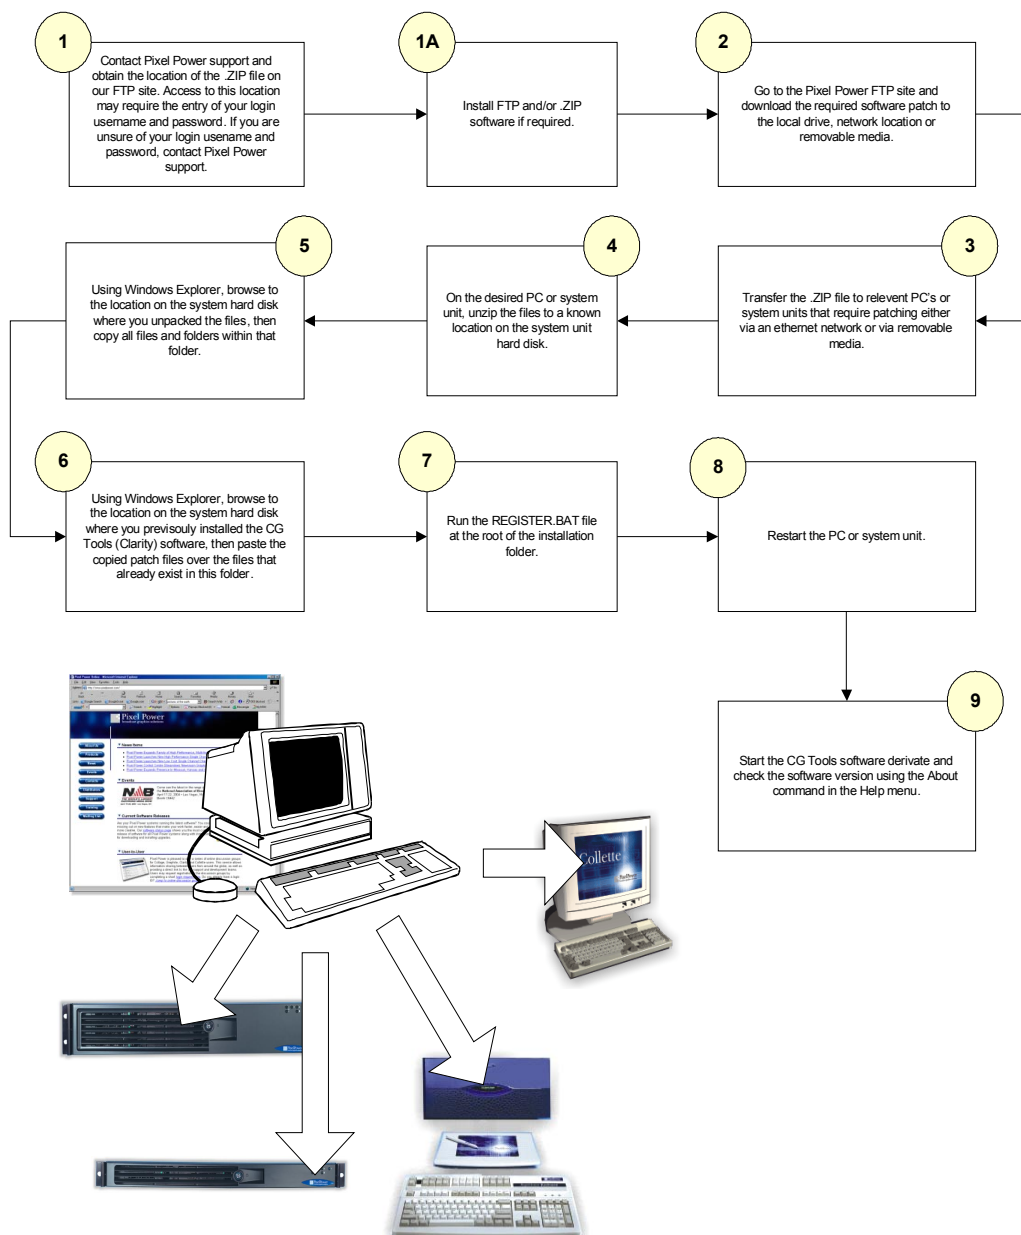 1
Contact Pixel Power support and
obtain the location of the .ZIP file on
our FTP site. Access to this location
may require the entry of your login
username and password. If you are
unsure of your login usename and
password, contact Pixel Power
support.
1A
Install FTP and/or .ZIP
software if required.
2
Go to the Pixel Power FTP site and
download the required software patch to
the local drive, network location or
removable media.
3
Transfer the .ZIP file to relevent PC's or
system units that require patching either
via an ethernet network or via removable
media.
4
On the desired PC or system
unit, unzip the files to a known
location on the system unit
hard disk.
5
Using Windows Explorer, browse to
the location on the system hard disk
where you unpacked the files, then
copy all files and folders within that
folder.
6
Using Windows Explorer, browse to
the location on the system hard disk
where you previsouly installed the CG
Tools (Clarity) software, then paste the
copied patch files over the files that
already exist in this folder.
7
Run the REGISTER.BAT file
at the root of the installation
folder.
8
Restart the PC or system unit.
9
Start the CG Tools software derivate and
check the software version using the About
command in the Help menu.
Pixel Power
News Items
Events
NAB
Current Software Releases
User-to-User
Collette